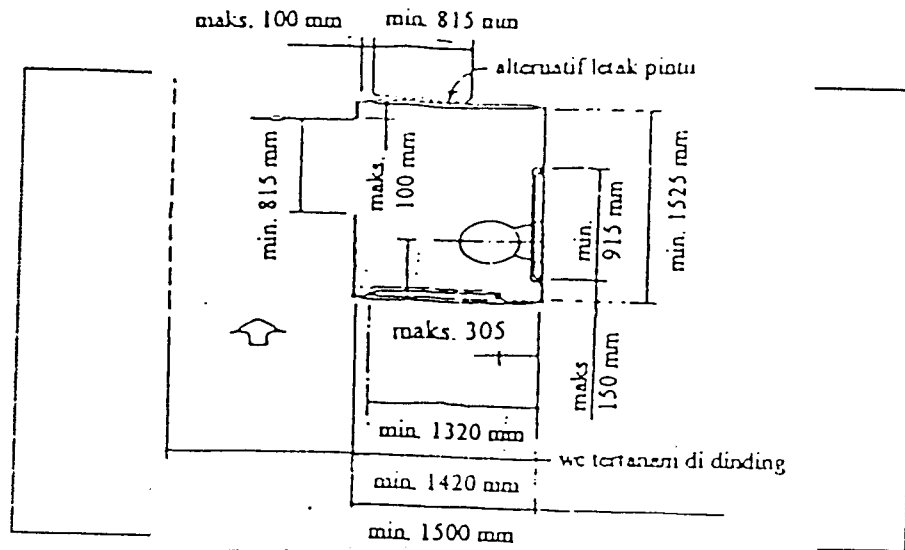 maks. 100 mm
min. 815 mm
alternatif letak pintu
min. 815 mm
maks.
100 mm
min.
915 mm
min. 1525 mm
maks. 305
maks
150 mm
min. 1320 mm
wc tertanam di dinding
min. 1420 mm
min. 1500 mm